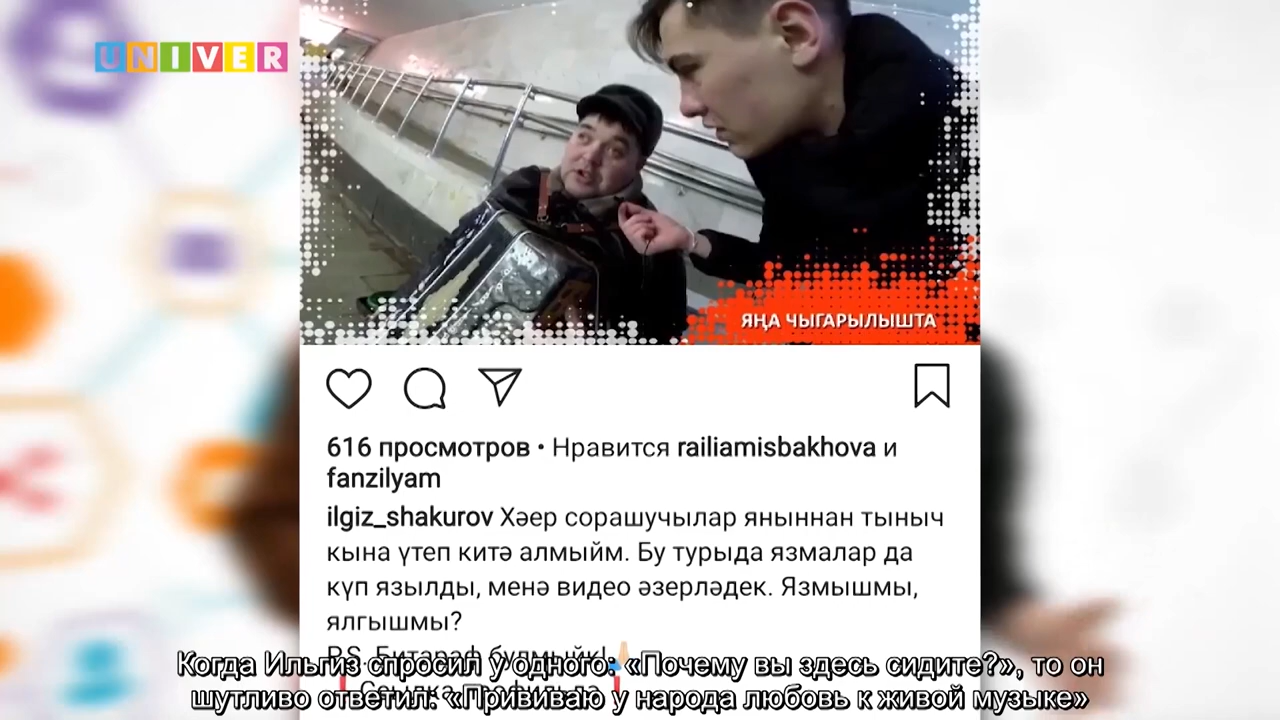 UNIVER
ЯҢА ЧЫГАРЫЛЫШТА
616 просмотров • Нравится railiamisbakhova и
fanzilyam
ilgiz_shakurov Хәер сорашучылар яныннан тыныч
кына үтеп китә алмыйм. Бу турыда язмалар да
күп язылды, менә видео әзерләдек. Язмышмы,
ялгышмы?
P.S. Битараф булмыйк!
Когда Ильгиз спросил у одного: «Почему вы здесь сидите?», то он
шутливо ответил: «Прививаю у народа любовь к живой музыке»